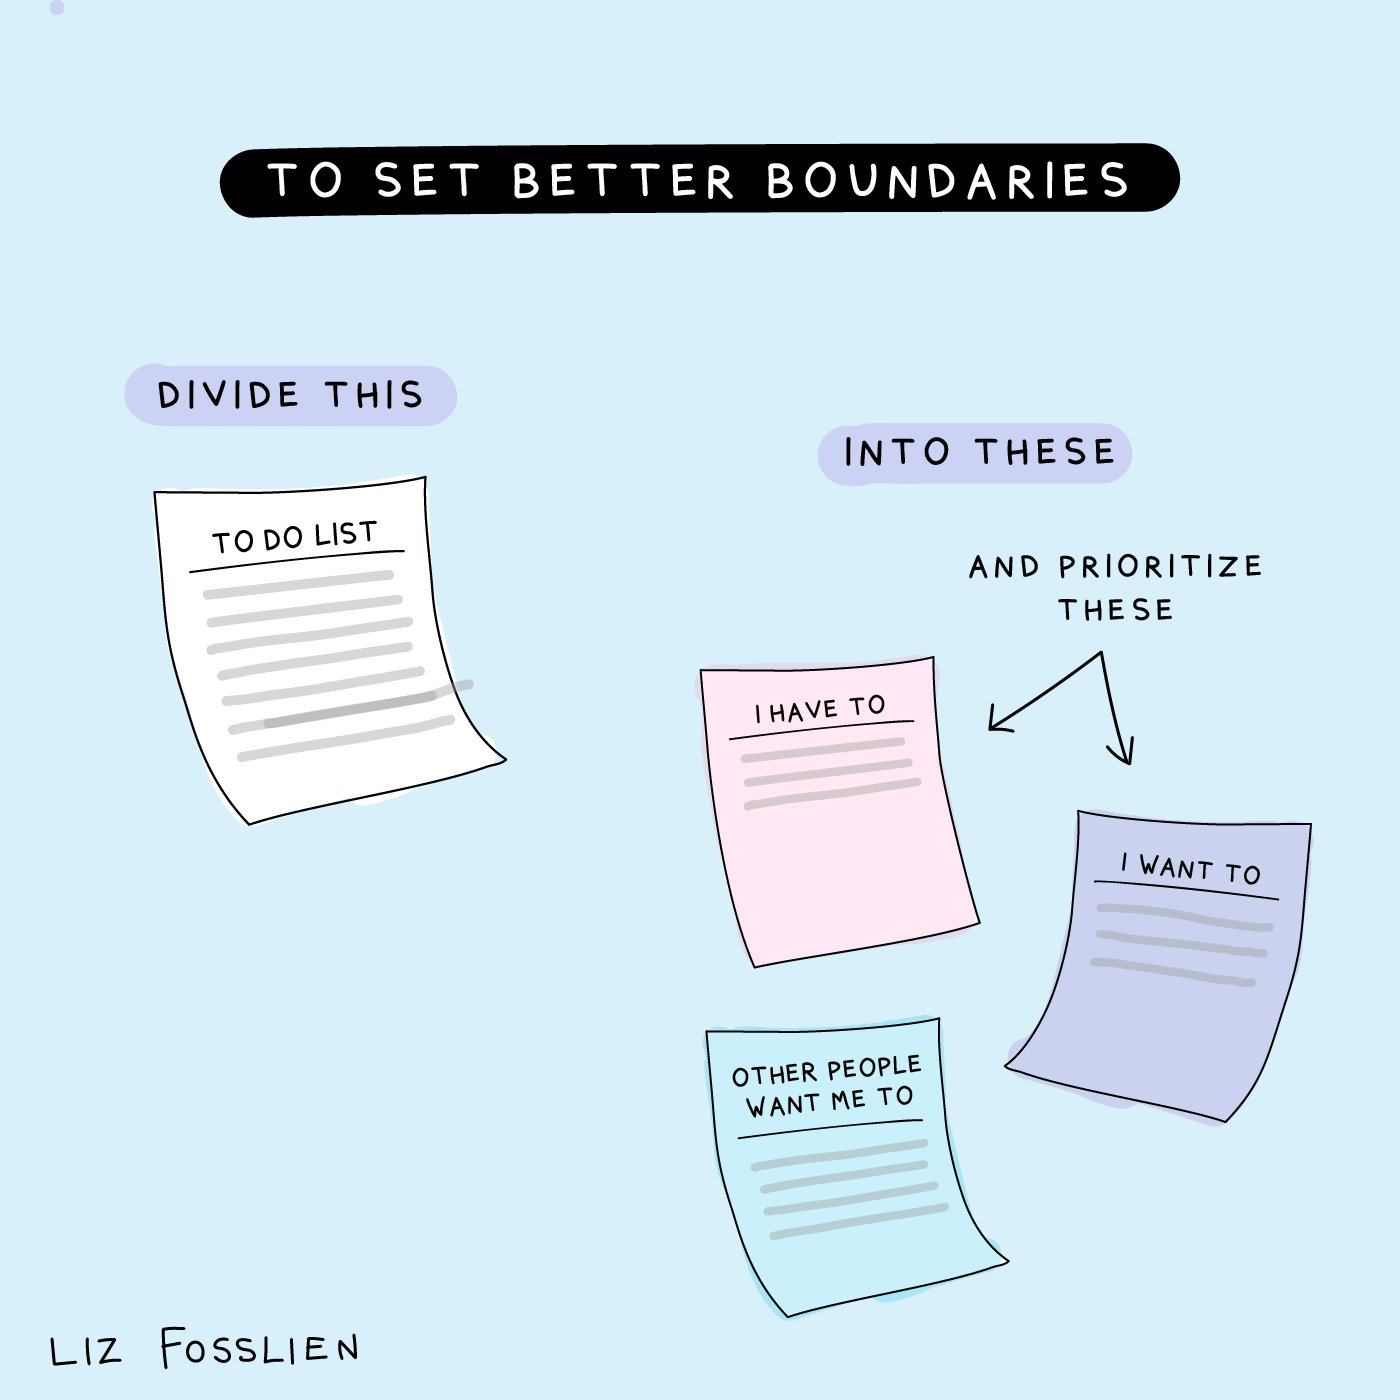 TO SET BETTER BOUNDARIES
DIVIDE THIS
TO DO LIST
INTO THESE
AND PRIORITIZE
THESE
I HAVE TO
I WANT TO
OTHER PEOPLE
WANT ME TO
LIZ FOSSLIEN